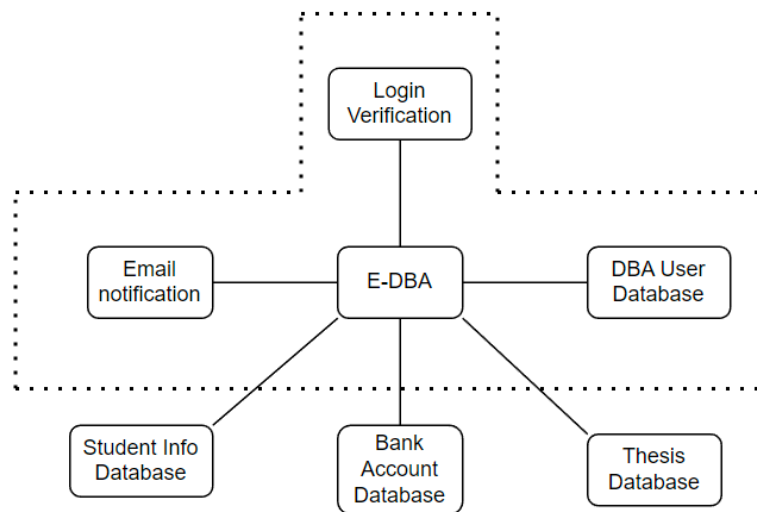 Login
Verification
Email
notification
E-DBA
DBA User
Database
Student Info
Database
Bank
Account
Database
Thesis
Database